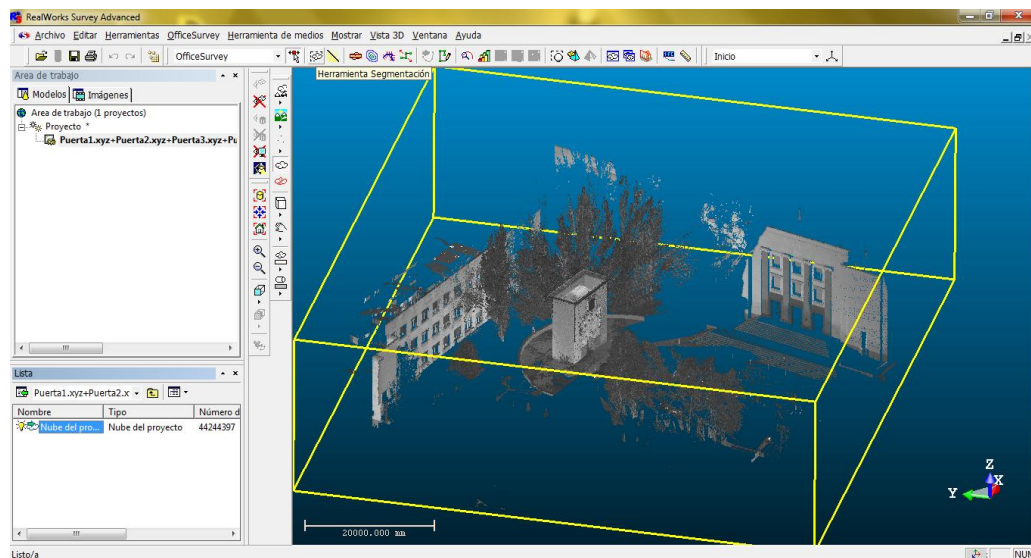 RealWorks Survey Advanced
Archivo Editar Herramientas OfficeSurvey Herramienta de medios Mostrar Vista 3D Ventana Ayuda
OfficeSurvey Inicio
Herramienta Segmentación
Area de trabajo
Modelos Imágenes
Area de trabajo (1 proyectos)
Proyecto *
Puerta1.xyz+Puerta2.xyz+Puerta3.xyz+Pu
Lista
Puerta1.xyz+Puerta2.x
Nombre Tipo Número d
Nube del pro... Nube del proyecto 44244397
Z
X
Y
20000.000 mm
Listo/a NUM